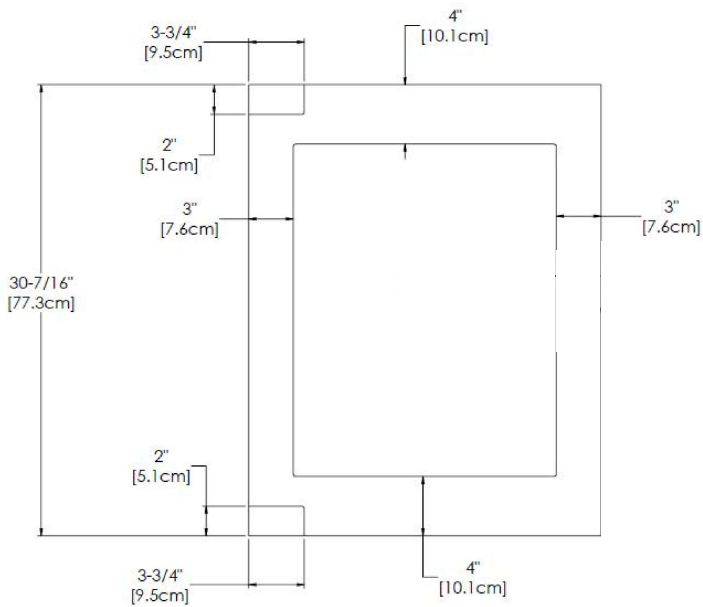 4"
[10.1cm]
3-3/4"
[9.5cm]
2"
[5.1cm]
3"
[7.6cm]
3"
[7.6cm]
30-7/16"
[77.3cm]
2"
[5.1cm]
3-3/4"
[9.5cm]
4"
[10.1cm]